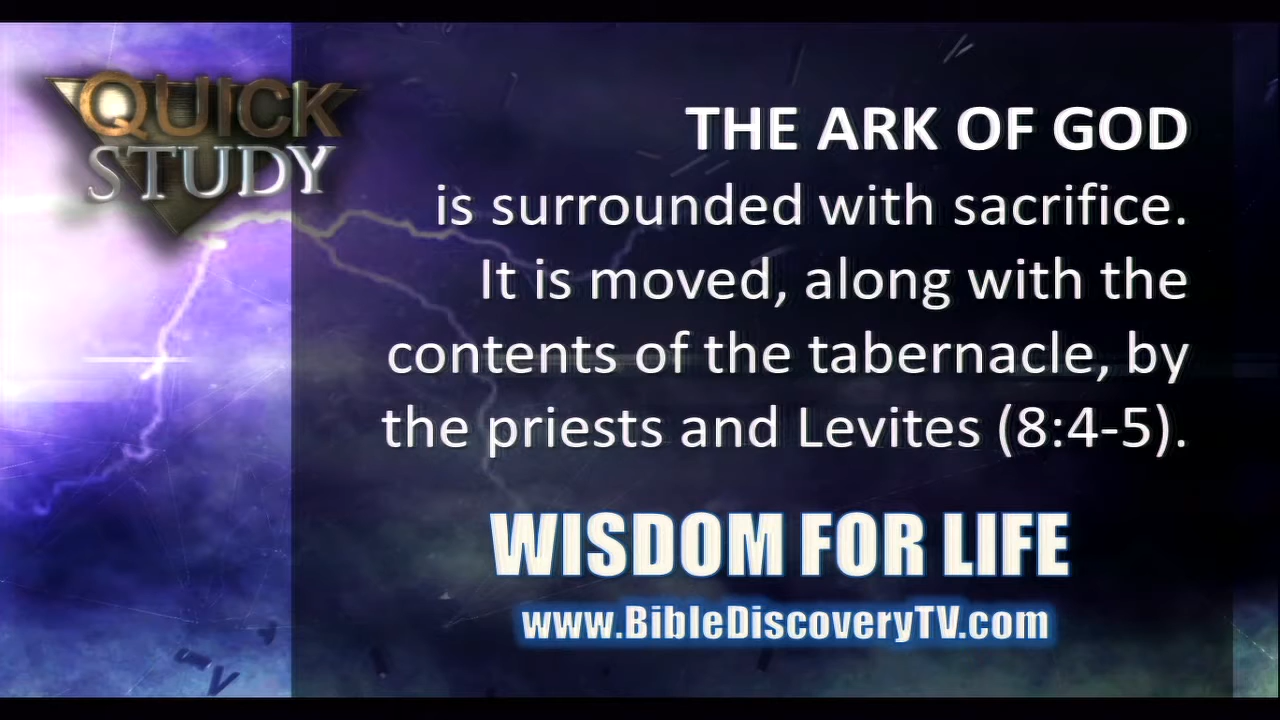 QUICK
STUDY
THE ARK OF GOD
is surrounded with sacrifice.
It is moved, along with the
contents of the tabernacle, by
the priests and Levites (8:4-5).
WISDOM FOR LIFE
www.BibleDiscoveryTV.com